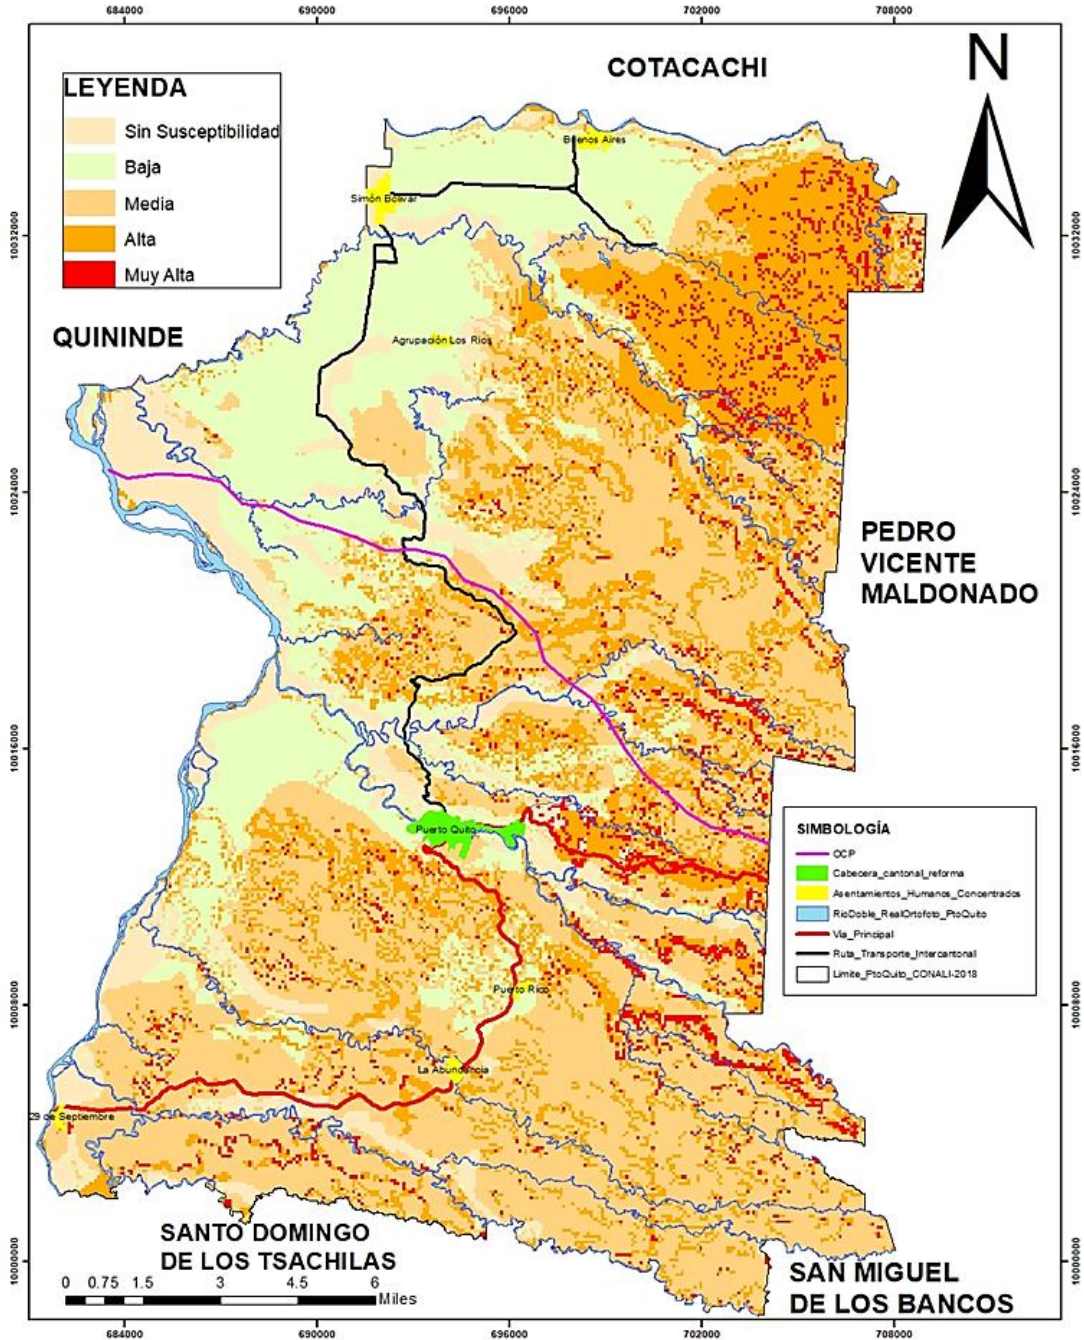 684000 690000 696000 702000 708000
COTACACHI
N
LEYENDA
Sin Susceptibilidad
Baja
Media
Alta
Muy Alta
Buenos Aires
Simón Bolívar
10032000 10032000
QUININDE
Agrupación Los Ríos
10024000 10024000
PEDRO
VICENTE
MALDONADO
10016000 10016000
Puerto Quito
SIMBOLOGÍA
OCP
Cabecera_cantonal_reforma
Asentamientos_Humanos_Concentrados
RioDoble_RealOrtofoto_PtoQuito
Via_Principal
Ruta_Transporte_Intercantonal
Limite_PtoQuito_CONALI-2018
Puerto Rico
10008000 10008000
La Abundancia
29 de Septiembre
SANTO DOMINGO
DE LOS TSACHILAS
10000000 10000000
SAN MIGUEL
DE LOS BANCOS
0 0.75 1.5 3 4.5 6
Miles
684000 690000 696000 702000 708000